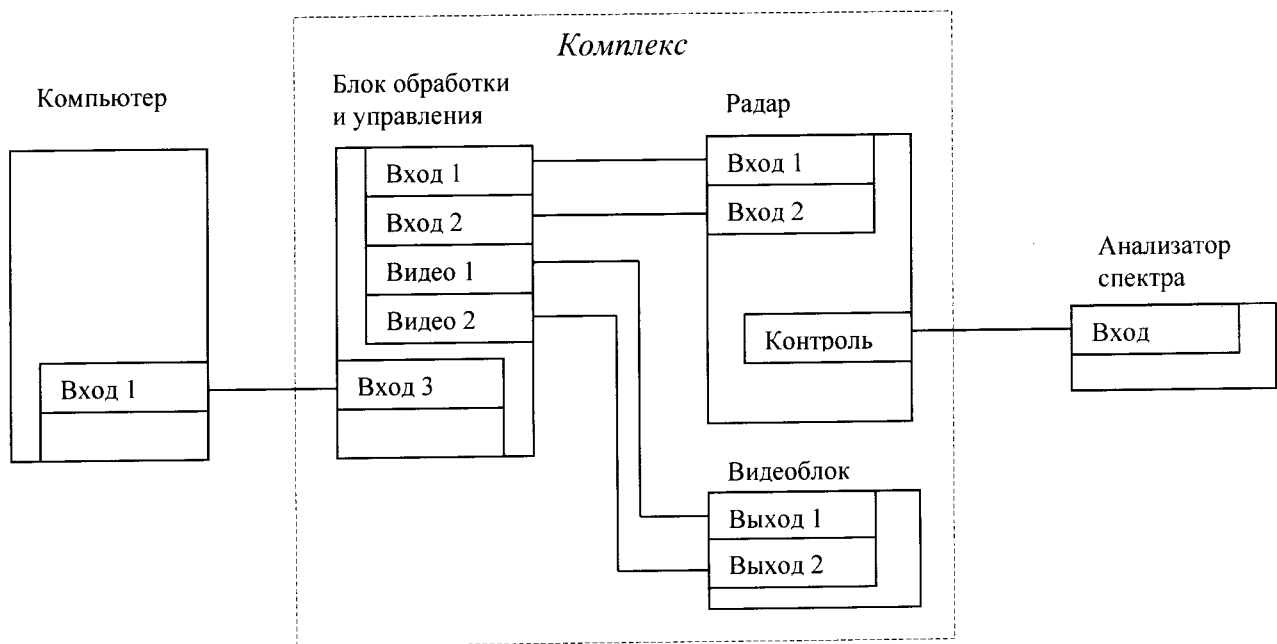 Комплекс
Компьютер
Блок обработки
и управления
Радар
Вход 1
Вход 2
Видео 1
Видео 2
Вход 1
Вход 2
Анализатор
спектра
Контроль
Вход
Вход 1
Вход 3
Видеоблок
Выход 1
Выход 2